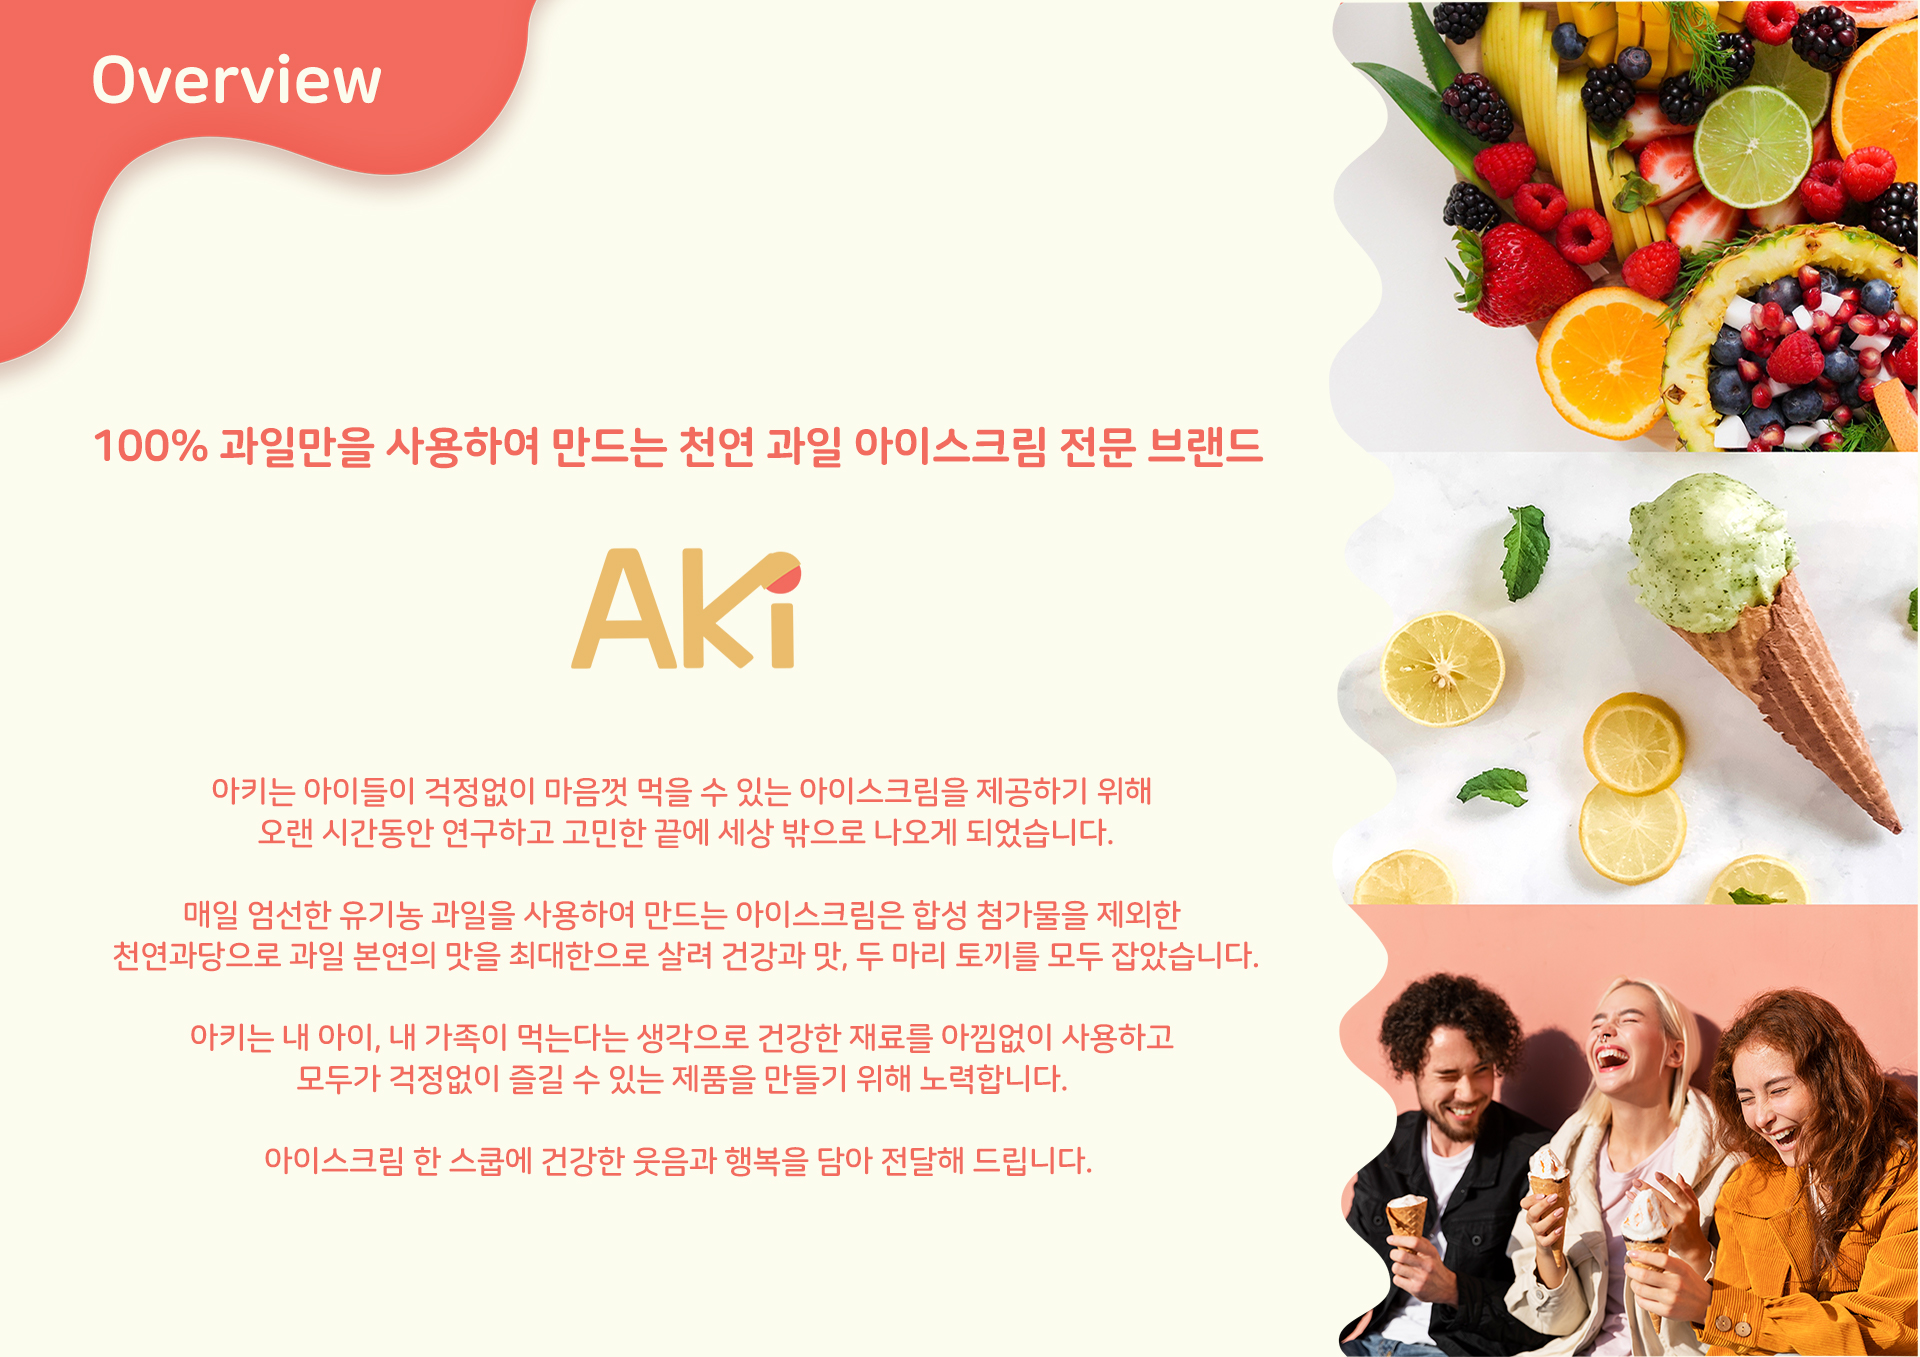 Overview
100% 과일만을 사용하여 만드는 천연 과일 아이스크림 전문 브랜드
AKi
아키는 아이들이 걱정없이 마음껏 먹을 수 있는 아이스크림을 제공하기 위해
오랜 시간동안 연구하고 고민한 끝에 세상 밖으로 나오게 되었습니다.
매일 엄선한 유기농 과일을 사용하여 만드는 아이스크림은 합성 첨가물을 제외한
천연과당으로 과일 본연의 맛을 최대한으로 살려 건강과 맛, 두 마리 토끼를 모두 잡았습니다.
아키는 내 아이, 내 가족이 먹는다는 생각으로 건강한 재료를 아낌없이 사용하고
모두가 걱정없이 즐길 수 있는 제품을 만들기 위해 노력합니다.
아이스크림 한 스쿱에 건강한 웃음과 행복을 담아 전달해 드립니다.